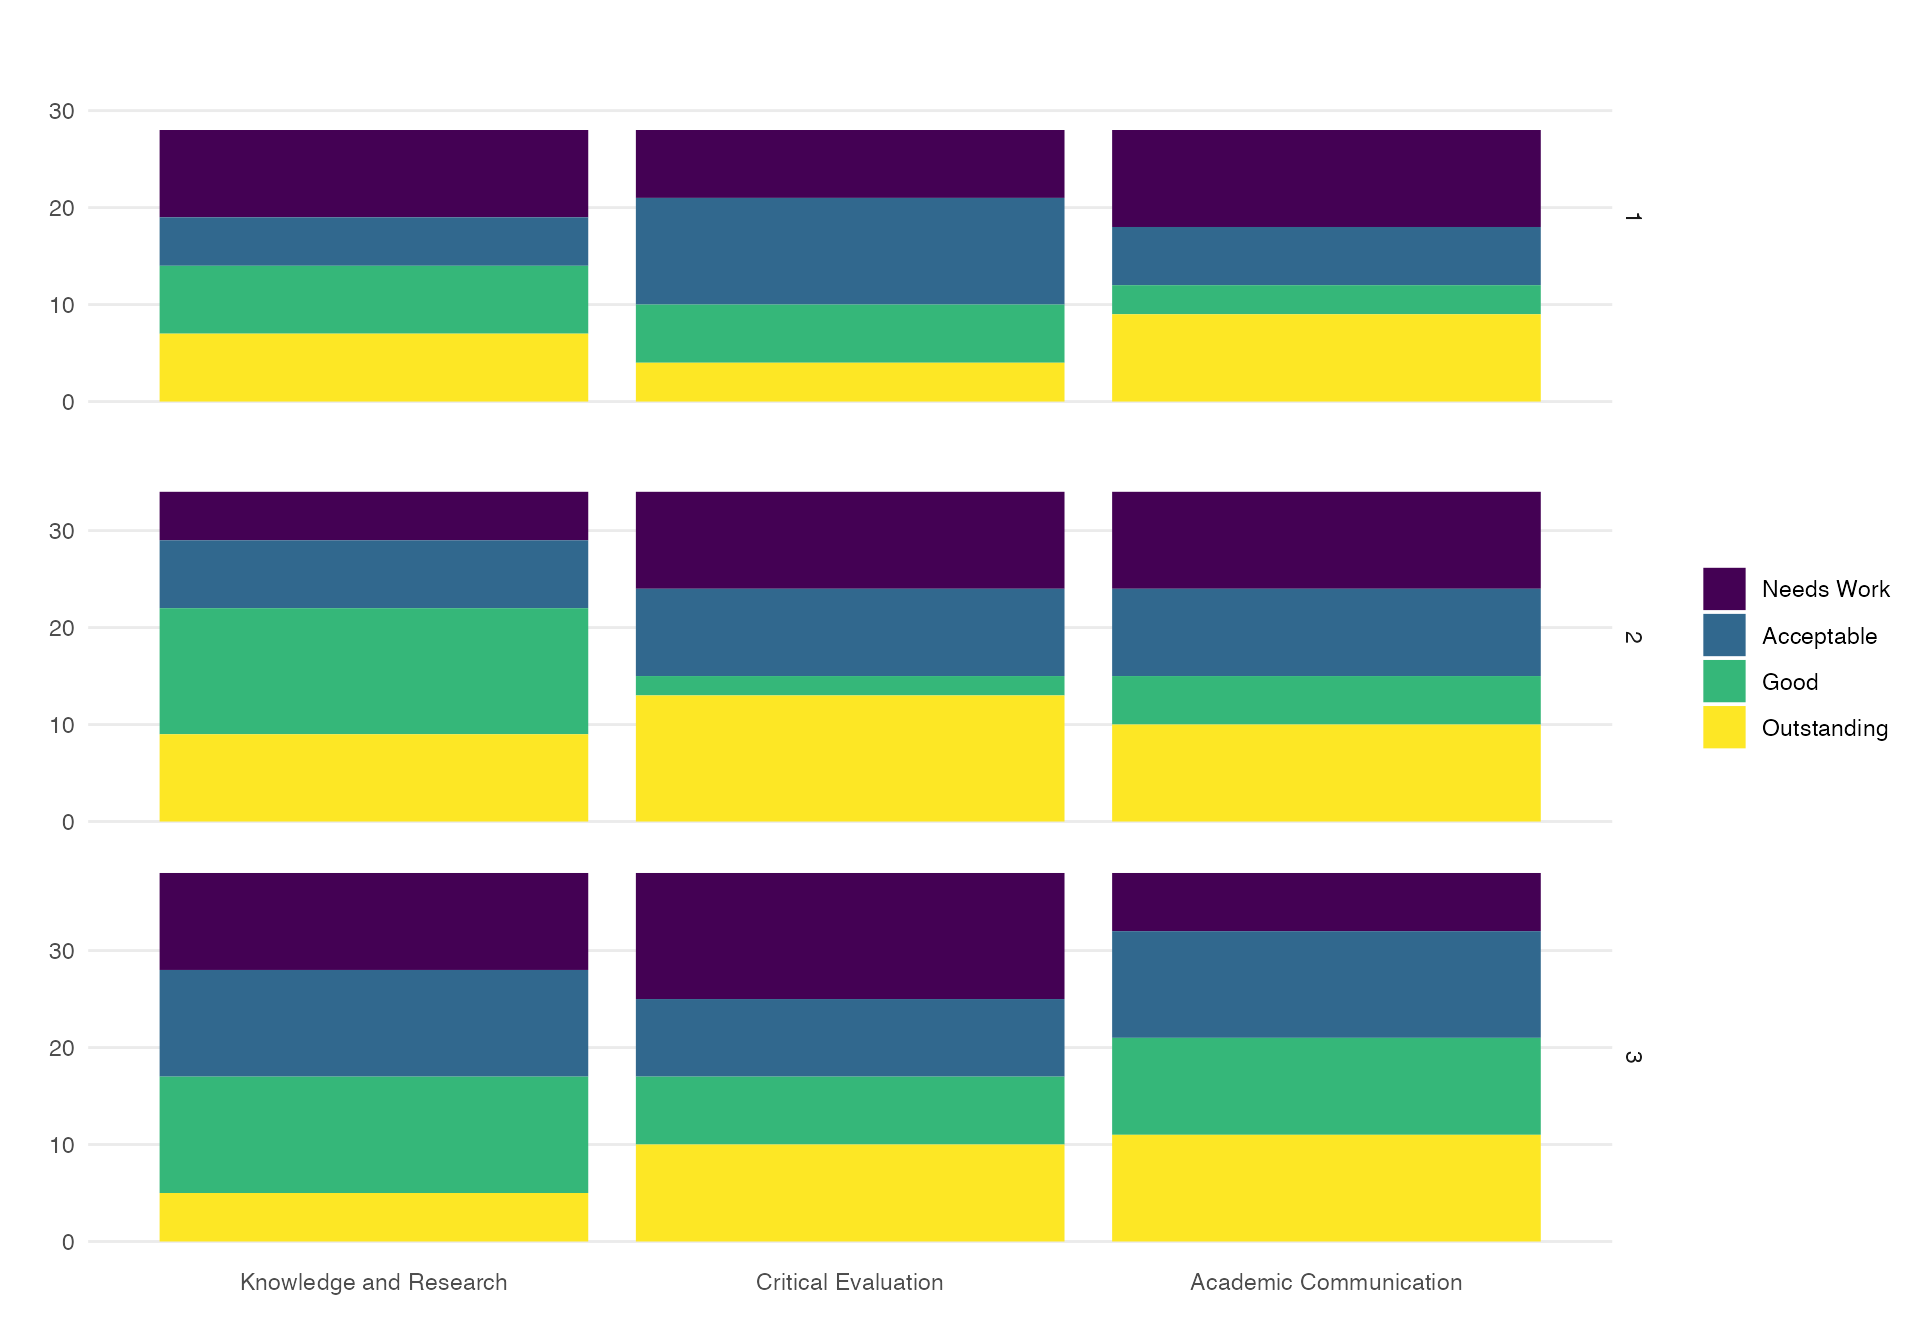 30
20
10
0
1
30
20
10
0
2
30
20
10
0
3
Knowledge and Research
Critical Evaluation
Academic Communication
Needs Work
Acceptable
Good
Outstanding